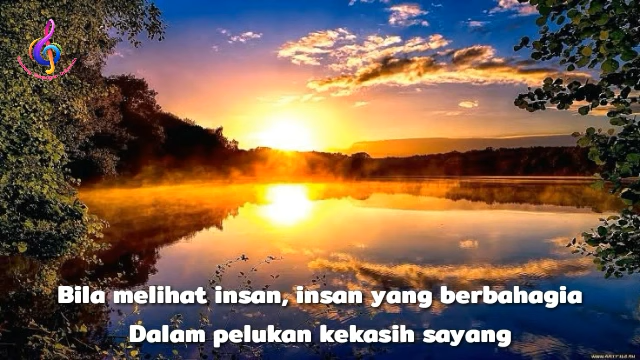 Bila melihat insan, insan yang berbahagia
Dalam pelukan kekasih sayang